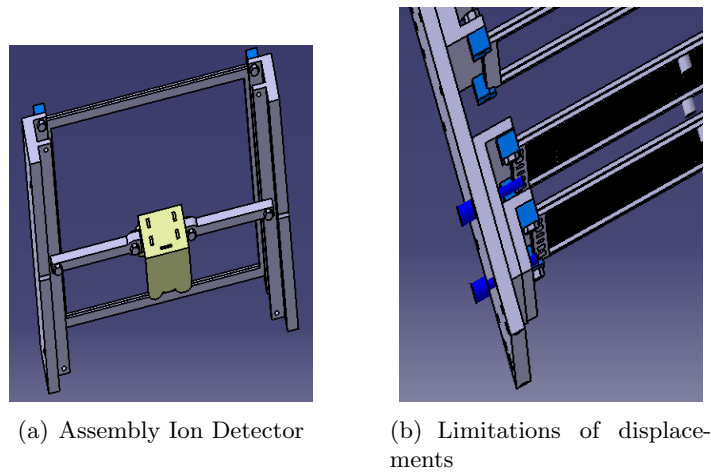 (a) Assembly Ion Detector
(b) Limitations of displace-
ments